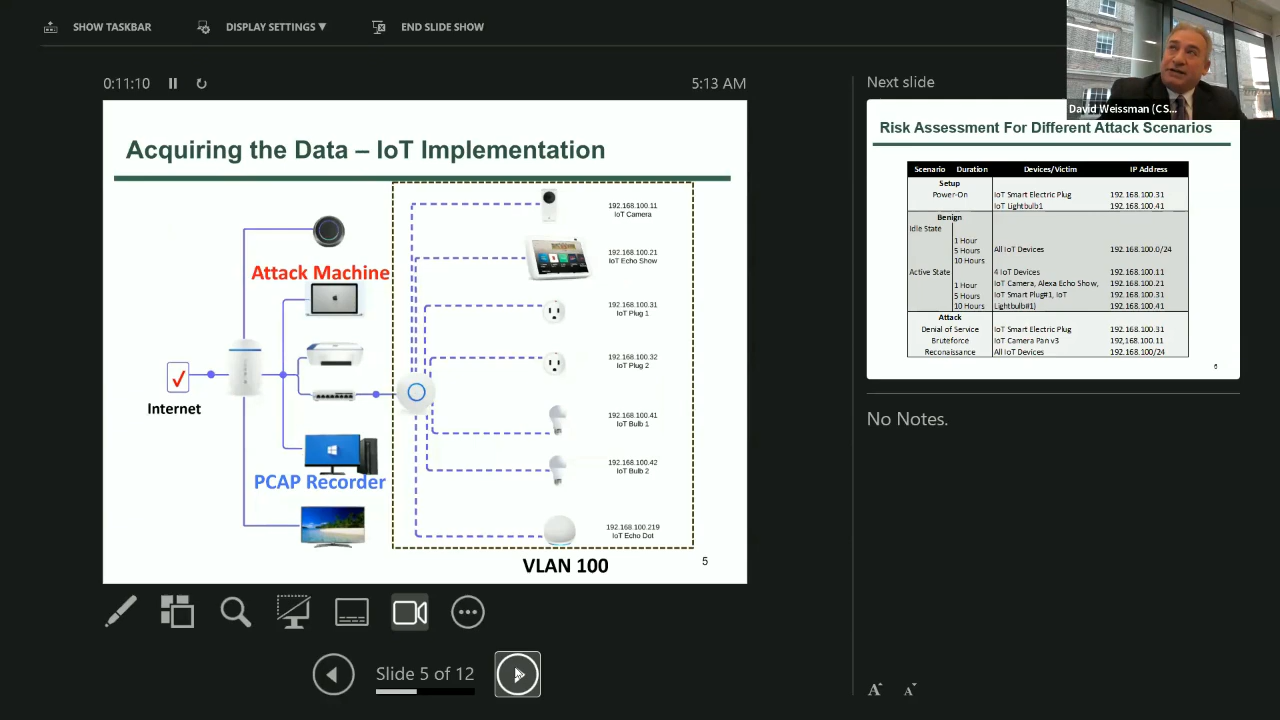 SHOW TASKBAR
DISPLAY SETTINGS ▼
END SLIDE SHOW
0:11:10
5:13 AM
Acquiring the Data – IoT Implementation
Attack Machine
Internet
PCAP Recorder
192.168.100.11
IoT Camera
192.168.100.21
IoT Echo Show
192.168.100.31
IoT Plug 1
192.168.100.32
IoT Plug 2
192.168.100.41
IoT Bulb 1
192.168.100.42
IoT Bulb 2
192.168.100.219
IoT Echo Dot
VLAN 100
5
Slide 5 of 12
Next slide
David Weissman (CS...
Risk Assessment For Different Attack Scenarios
Scenario Duration Devices/Victim IP Address
Setup
Power-On IoT Smart Electric Plug 192.168.100.31
IoT Lightbulb1 192.168.100.41
Benign
Idle State
1 Hour
5 Hours All IoT Devices 192.168.100.0/24
10 Hours
Active State 4 IoT Devices 192.168.100.11
1 Hour IoT Camera, Alexa Echo Show, 192.168.100.21
5 Hours IoT Smart Plug#1, IoT 192.168.100.31
10 Hours Lightbulb#1) 192.168.100.41
Attack
Denial of Service IoT Smart Electric Plug 192.168.100.31
Bruteforce IoT Camera Pan v3 192.168.100.11
Reconaissance All IoT Devices 192.168.100/24
6
No Notes.
A A